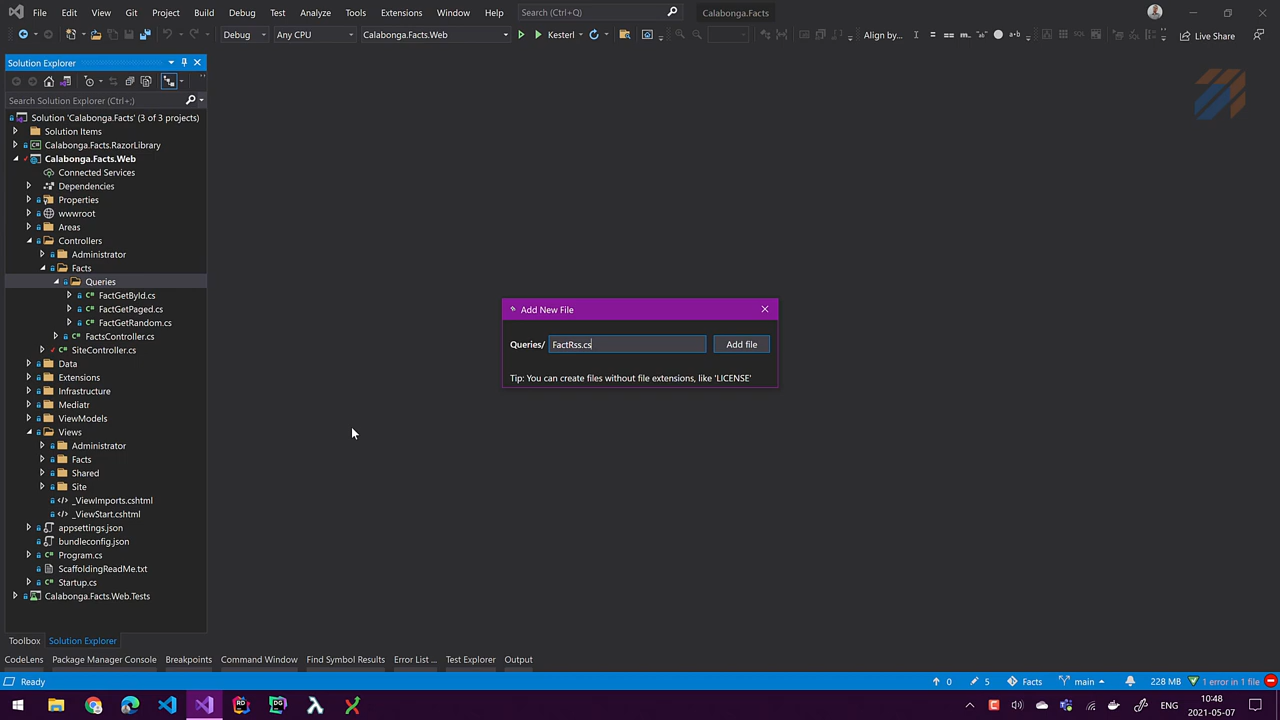 File Edit View Git Project Build Debug Test Analyze Tools Extensions Window Help Search (Ctrl+Q) Calabonga.Facts
Debug Any CPU Calabonga.Facts.Web Kestrel Align by... Live Share
Solution Explorer
Search Solution Explorer (Ctrl+;)
Solution 'Calabonga.Facts' (3 of 3 projects)
Solution Items
Calabonga.Facts.RazorLibrary
Calabonga.Facts.Web
Connected Services
Dependencies
Properties
wwwroot
Areas
Controllers
Administrator
Facts
Queries
FactGetById.cs
FactGetPaged.cs
FactGetRandom.cs
FactsController.cs
SiteController.cs
Data
Extensions
Infrastructure
Mediatr
ViewModels
Views
Administrator
Facts
Shared
Site
_ViewImports.cshtml
_ViewStart.cshtml
appsettings.json
bundleconfig.json
Program.cs
ScaffoldingReadMe.txt
Startup.cs
Calabonga.Facts.Web.Tests
Add New File
Queries/ FactRss.cs Add file
Tip: You can create files without file extensions, like 'LICENSE'
Toolbox Solution Explorer
CodeLens Package Manager Console Breakpoints Command Window Find Symbol Results Error List ... Test Explorer Output
Ready 0 5 Facts main 228 MB 1 error in 1 file
ENG 10:48
2021-05-07